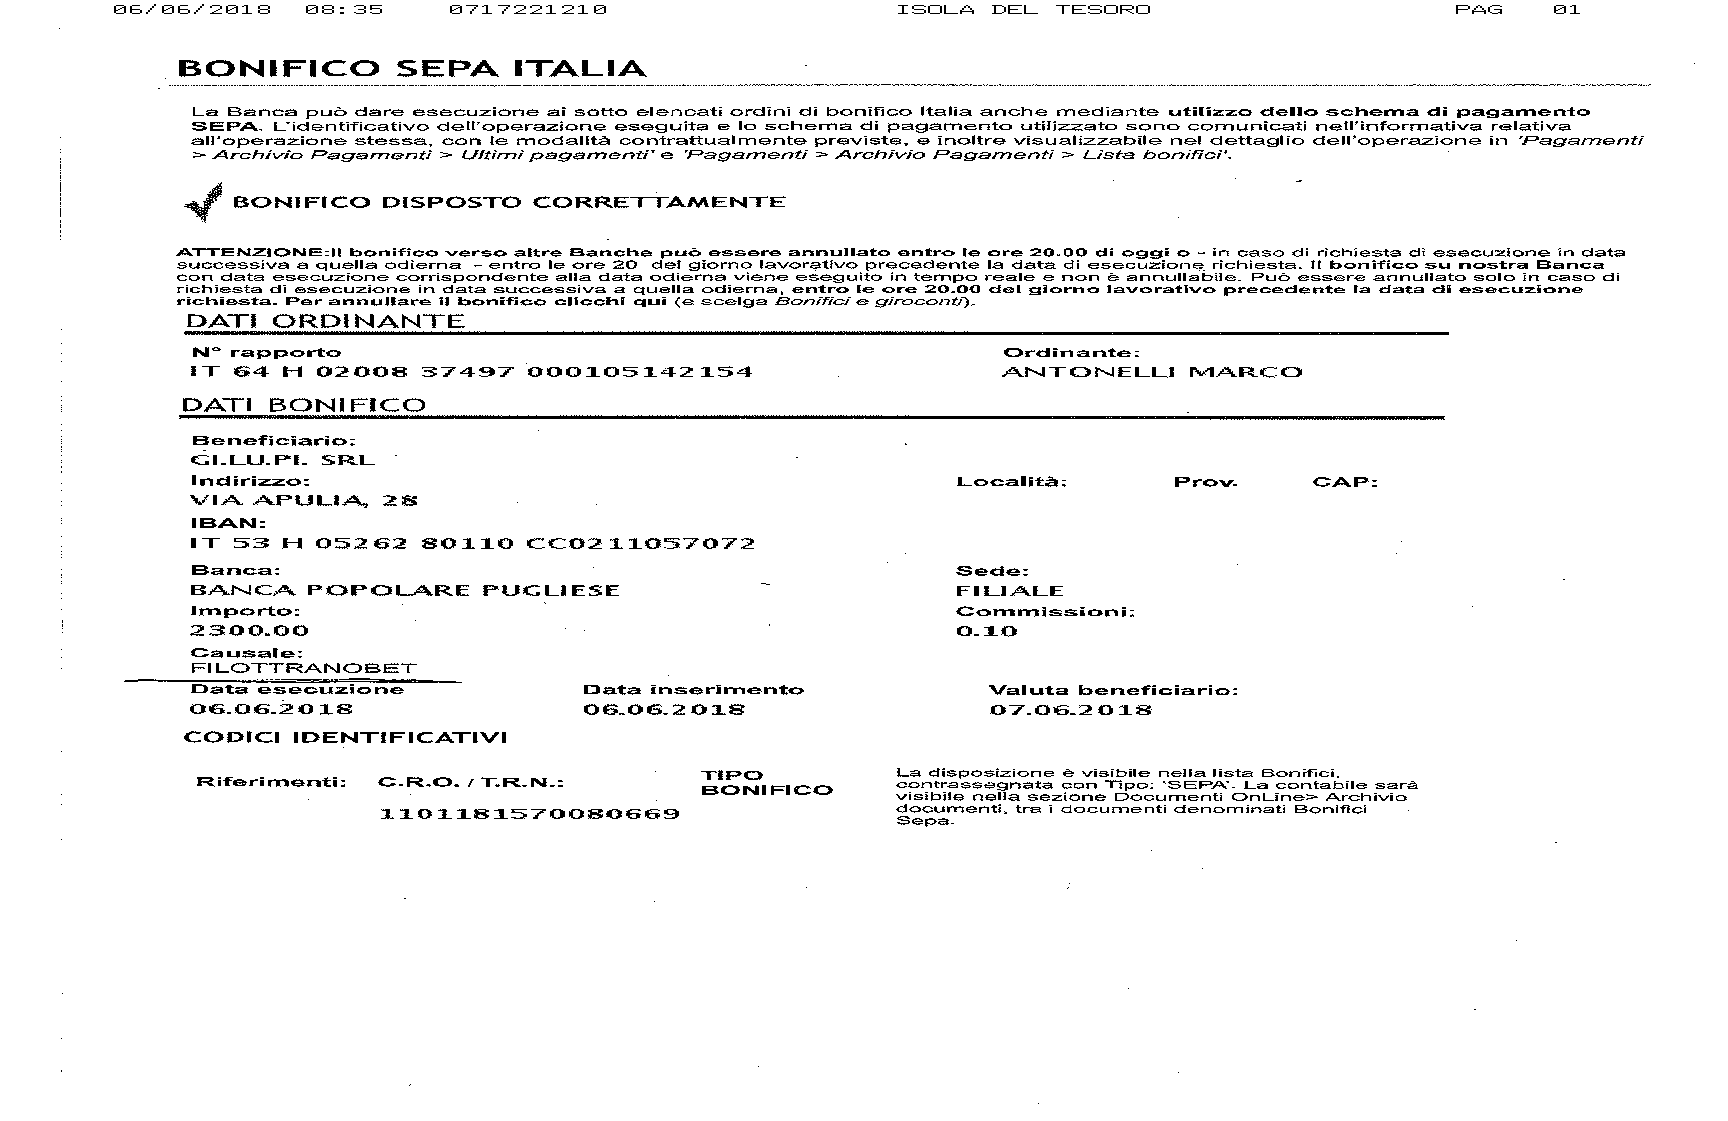 06/06/2018 08:35 0717221210 ISOLA DEL TESORO PAG 01
BONIFICO SEPA ITALIA
La Banca può dare esecuzione ai sotto elencati ordini di bonifico Italia anche mediante utilizzo dello schema di pagamento
SEPA. L'identificativo dell'operazione eseguita e lo schema di pagamento utilizzato sono comunicati nell'informativa relativa
all'operazione stessa, con le modalità contrattualmente previste, e inoltre visualizzabile nel dettaglio dell'operazione in 'Pagamenti
> Archivio Pagamenti > Ultimi pagamenti' e 'Pagamenti > Archivio Pagamenti > Lista bonifici'.
BONIFICO DISPOSTO CORRETTAMENTE
ATTENZIONE:Il bonifico verso altre Banche può essere annullato entro le ore 20.00 di oggi o - in caso di richiesta di esecuzione in data
successiva a quella odierna - entro le ore 20 del giorno lavorativo precedente la data di esecuzione richiesta. Il bonifico su nostra Banca
con data esecuzione corrispondente alla data odierna viene eseguito in tempo reale e non è annullabile. Può essere annullato solo in caso di
richiesta di esecuzione in data successiva a quella odierna, entro le ore 20.00 del giorno lavorativo precedente la data di esecuzione
richiesta. Per annullare il bonifico clicchi qui (e scelga Bonifici e giroconti).
DATI ORDINANTE
N° rapporto Ordinante:
IT 64 H 02008 37497 000105142154 ANTONELLI MARCO
DATI BONIFICO
Beneficiario:
GI.LU.PI. SRL
Indirizzo: Località: Prov. CAP:
VIA APULIA, 28
IBAN:
IT 53 H 05262 80110 CC0211057072
Banca: Sede:
BANCA POPOLARE PUGLIESE FILIALE
Importo: Commissioni:
2300.00 0.10
Causale:
FILOTTRANOBET
Data esecuzione Data inserimento Valuta beneficiario:
06.06.2018 06.06.2018 07.06.2018
CODICI IDENTIFICATIVI
Riferimenti: C.R.O. / T.R.N.: TIPO BONIFICO
1101181570080669
La disposizione è visibile nella lista Bonifici,
contrassegnata con Tipo: 'SEPA'. La contabile sarà
visibile nella sezione Documenti OnLine> Archivio
documenti, tra i documenti denominati Bonifici
Sepa.